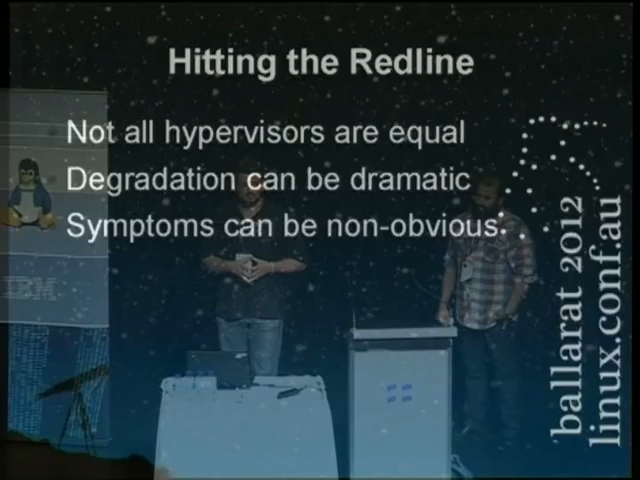 Hitting the Redline
Not all hypervisors are equal
Degradation can be dramatic
Symptoms can be non-obvious.
IBM
ballarat 2012
linux.conf.au